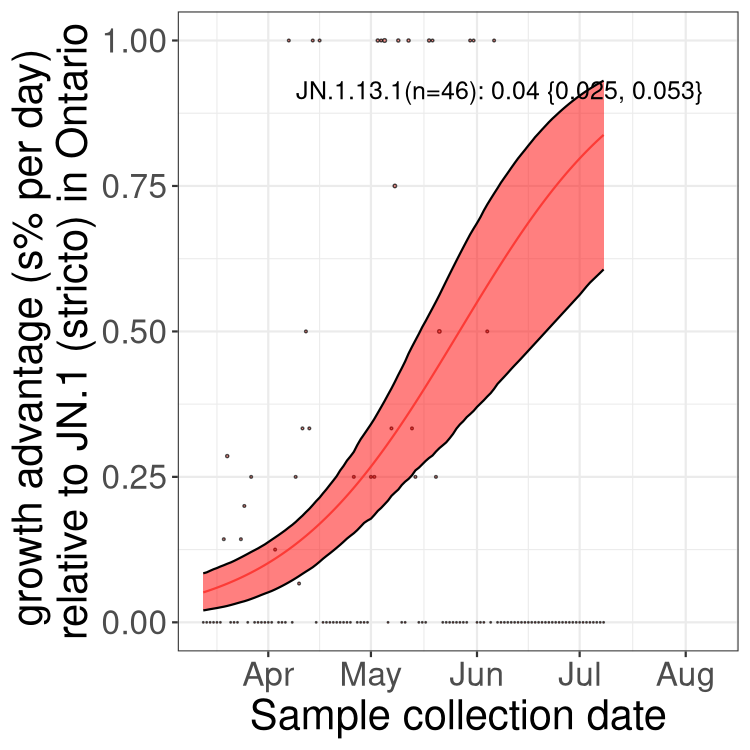 growth advantage (s% per day)
relative to JN.1 (stricto) in Ontario
1.00
0.75
0.50
0.25
0.00
JN.1.13.1(n=46): 0.04 {0.025, 0.053}
Apr May Jun Jul Aug
Sample collection date